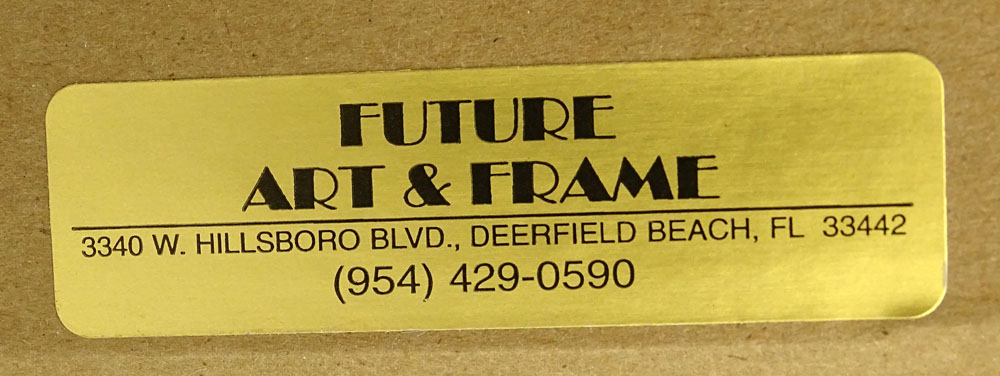 FUTURE
ART & FRAME
3340 W. HILLSBORO BLVD., DEERFIELD BEACH, FL 33442
(954) 429-0590